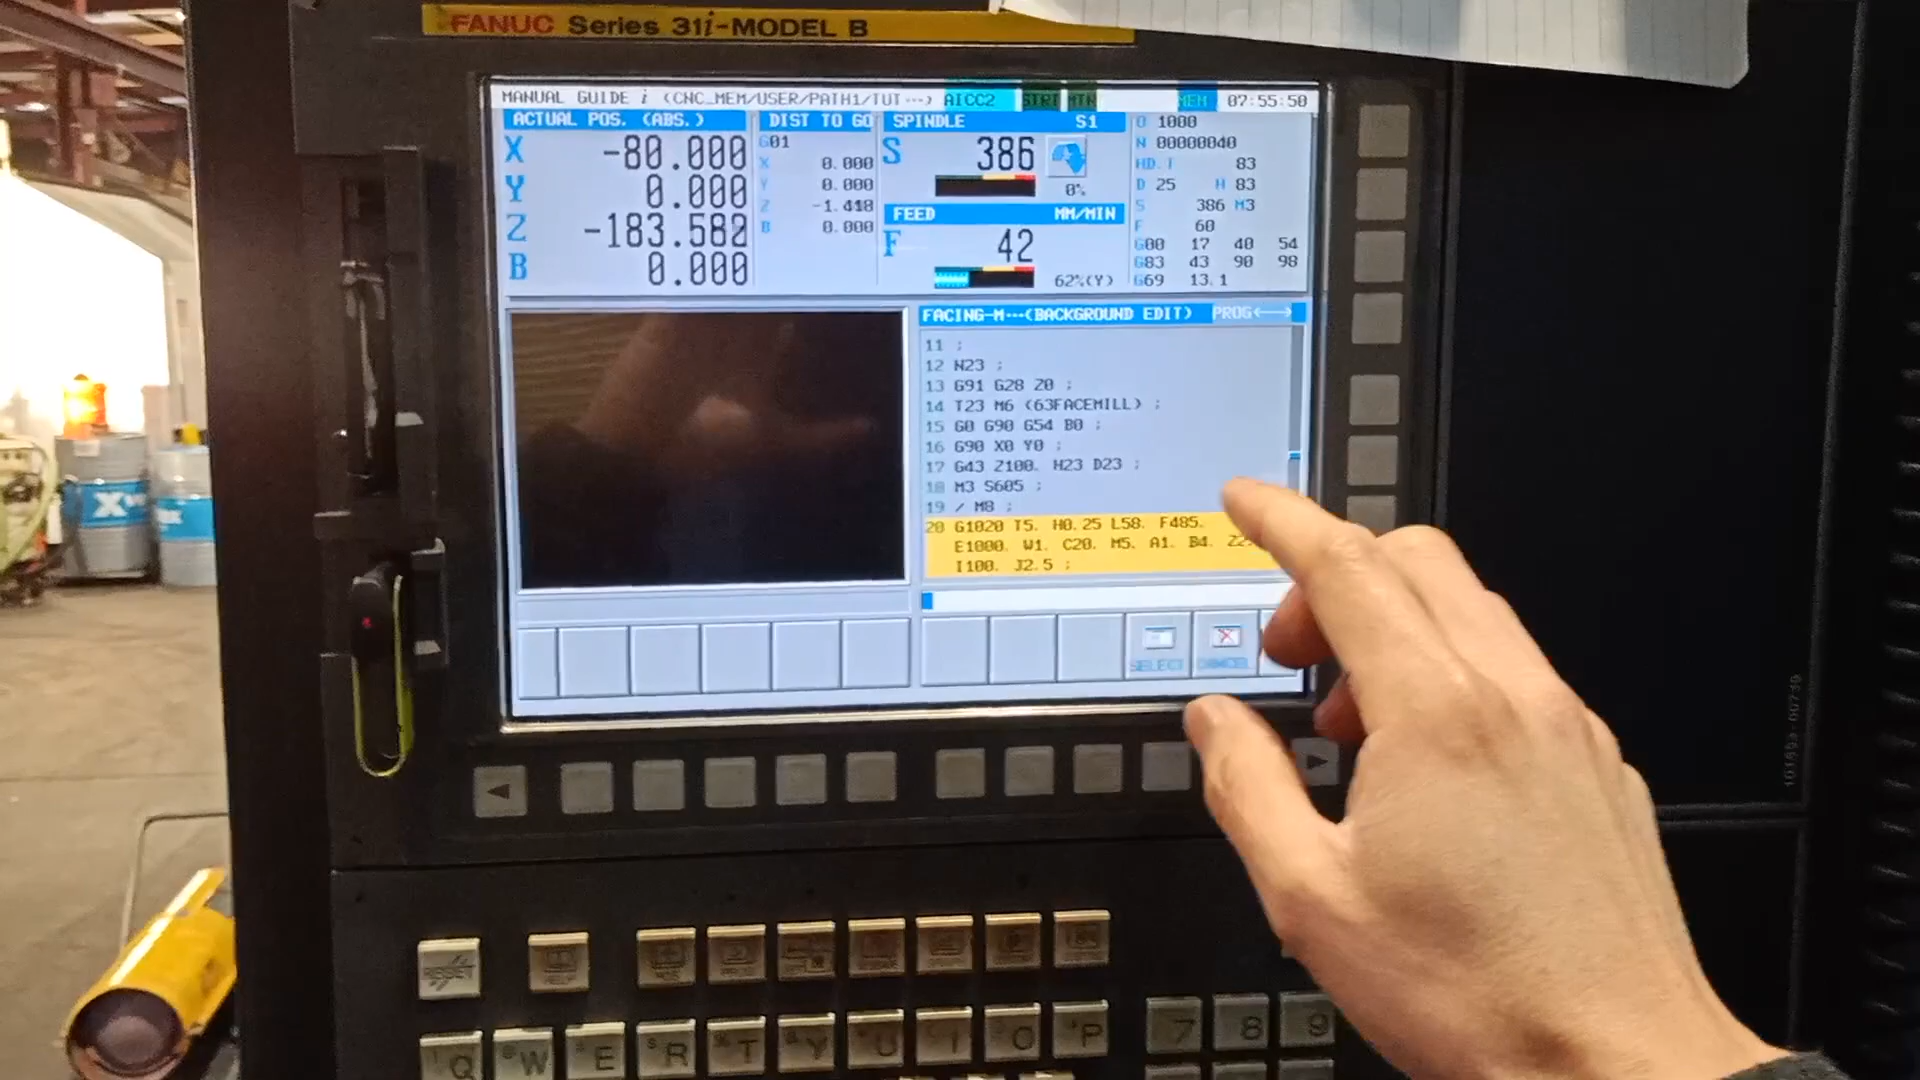 FANUC Series 31i-MODEL B
MANUAL GUIDE i (CNC_MEM/USER/PATH1/TUT ···) AICC2 STRT MTN MEM 07:55:50
ACTUAL POS. (ABS.)
X -80.000
Y 0.000
Z -183.582
B 0.000
DIST TO GO
G01
X 0.000
Y 0.000
Z -1.418
B 0.000
SPINDLE S1
S 386
0%
FEED MM/MIN
F 42
62%(Y)
O 1000
N 00000040
HD.T 83
D 25 H 83
S 386 M3
F 60
G00 17 40 54
G83 43 90 98
G69 13.1
FACING-M···(BACKGROUND EDIT) PROG←→
11 ;
12 N23 ;
13 G91 G28 Z0 ;
14 T23 M6 (63FACEMILL) ;
15 G0 G90 G54 B0 ;
16 G90 X0 Y0 ;
17 G43 Z100. H23 D23 ;
18 M3 S605 ;
19 / M8 ;
20 G1020 T5. H0.25 L58. F485.
E1000. W1. C20. M5. A1. B4.
I100. J2.5 ;
SELECT CANCEL
RESET
Q W E R T Y U I O P
7 8 9